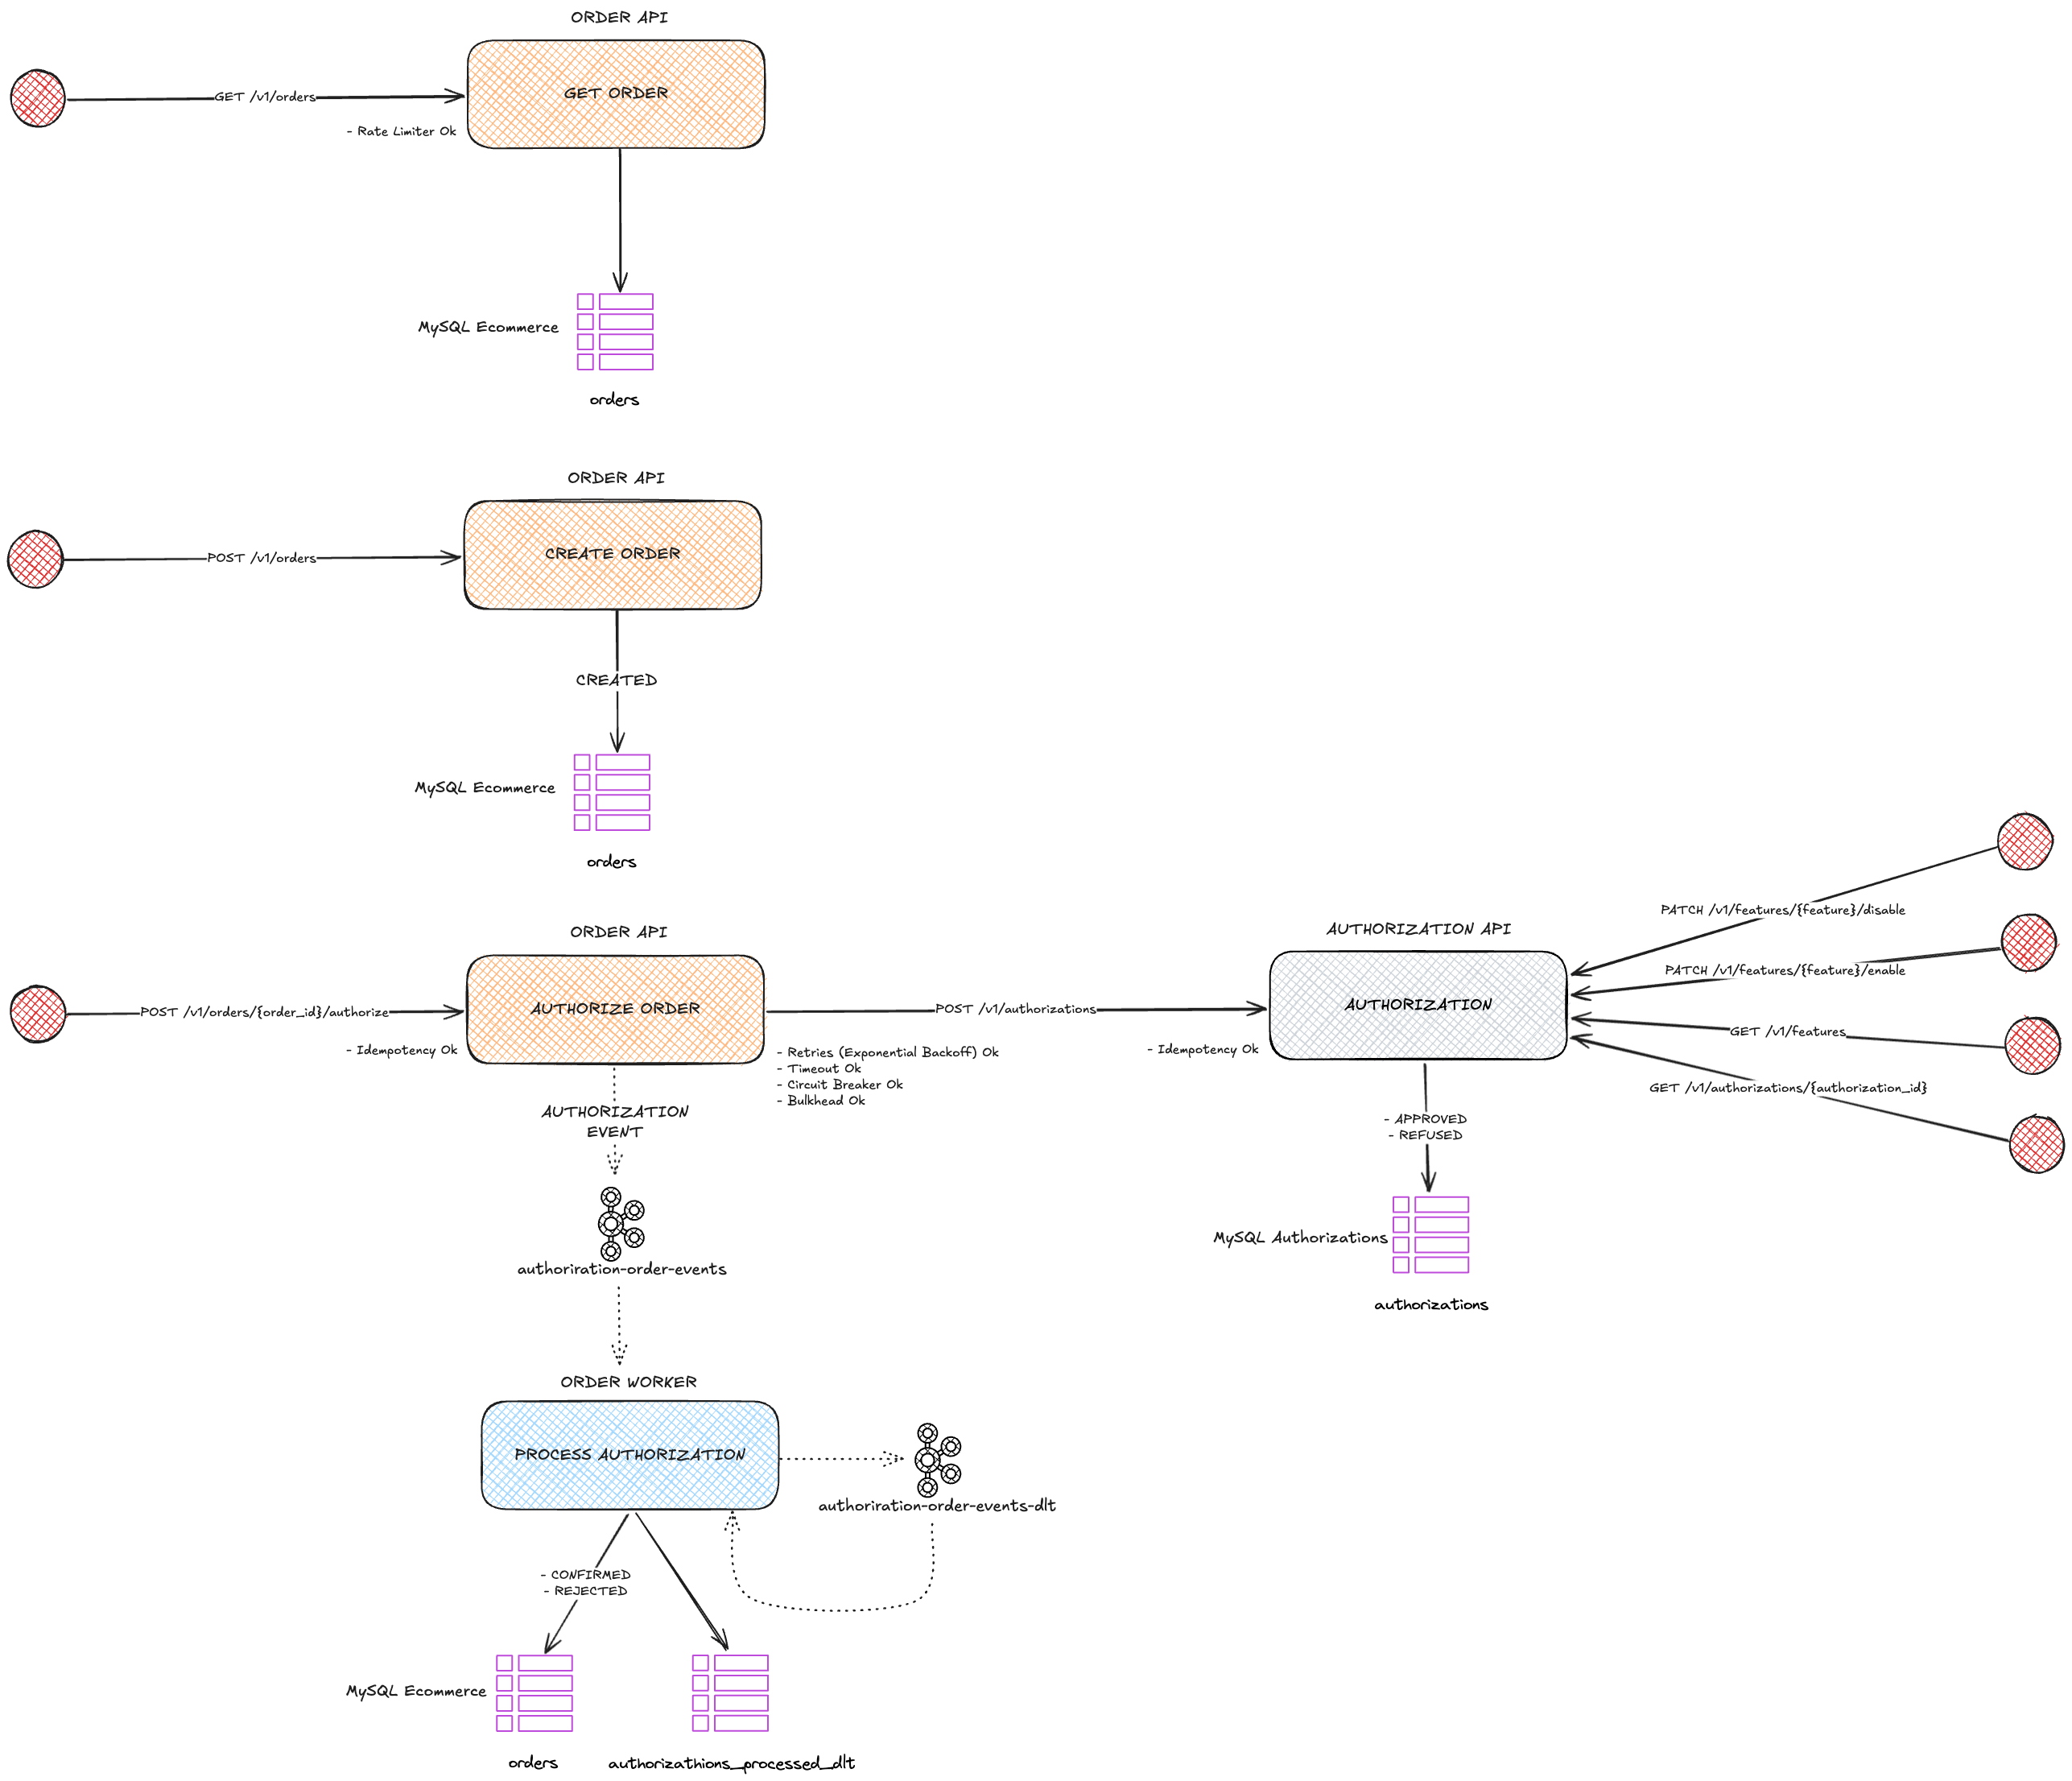 ORDER API
GET ORDER
GET /v1/orders
- Rate Limiter Ok
MySQL Ecommerce
orders
ORDER API
CREATE ORDER
POST /v1/orders
CREATED
MySQL Ecommerce
orders
ORDER API
AUTHORIZE ORDER
POST /v1/orders/{order_id}/authorize
- Idempotency Ok
POST /v1/authorizations
- Retries (Exponential Backoff) Ok
- Timeout Ok
- Circuit Breaker Ok
- Bulkhead Ok
- Idempotency Ok
AUTHORIZATION API
AUTHORIZATION
PATCH /v1/features/{feature}/disable
PATCH /v1/features/{feature}/enable
GET /v1/features
GET /v1/authorizations/{authorization_id}
- APPROVED
- REFUSED
MySQL Authorizations
authorizations
AUTHORIZATION
EVENT
authoriration-order-events
ORDER WORKER
PROCESS AUTHORIZATION
authoriration-order-events-dlt
- CONFIRMED
- REJECTED
MySQL Ecommerce
orders
authorizathions_processed_dlt